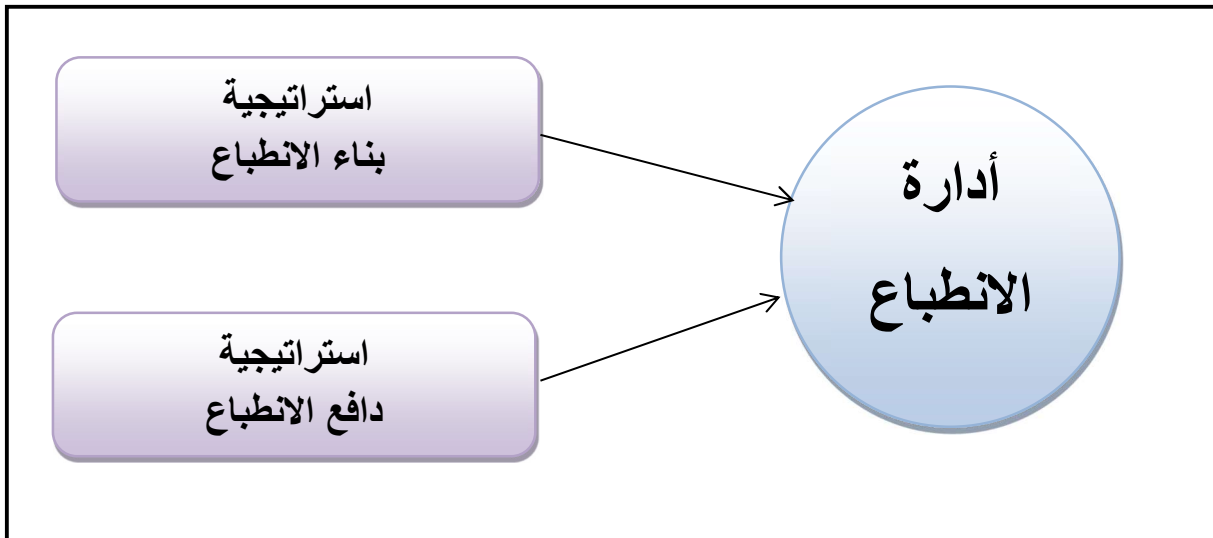 استراتيجية
بناء الانطباع
أدارة
الانطباع
استراتيجية
دافع الانطباع